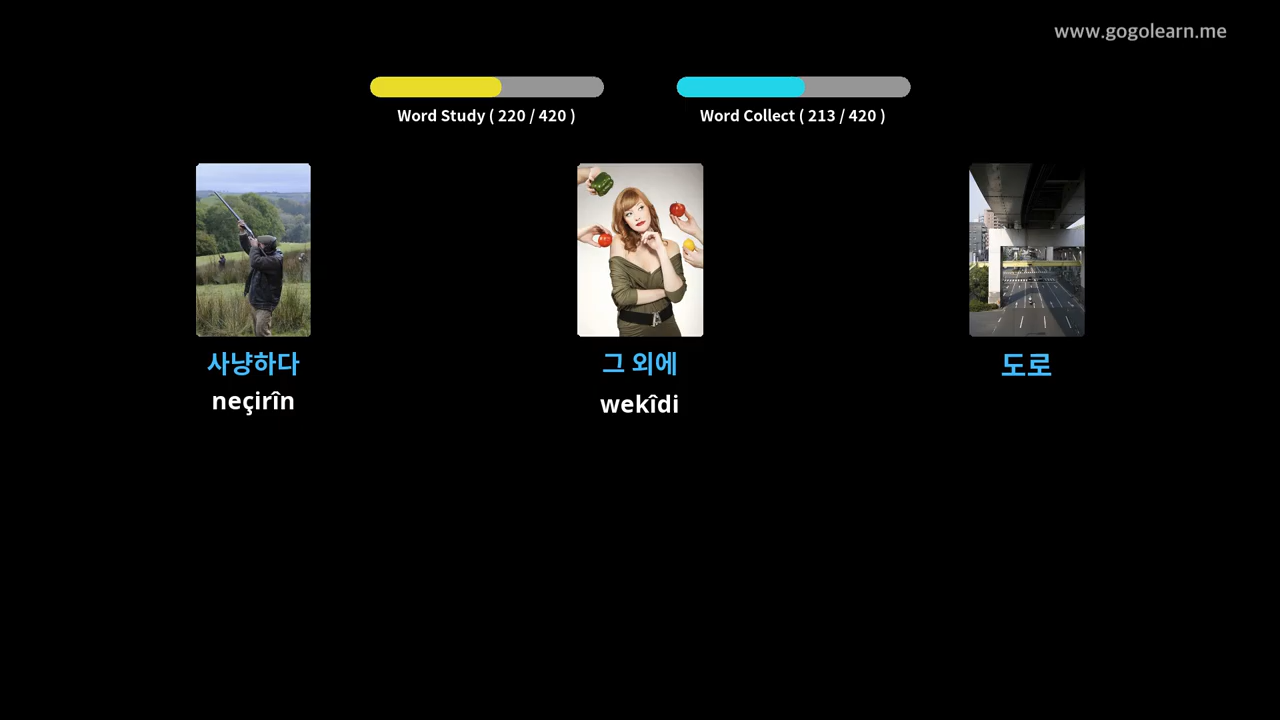 www.gogolearn.me
Word Study ( 220 / 420 )
Word Collect ( 213 / 420 )
사냥하다
그 외에
도로
neçirîn
wekîdi